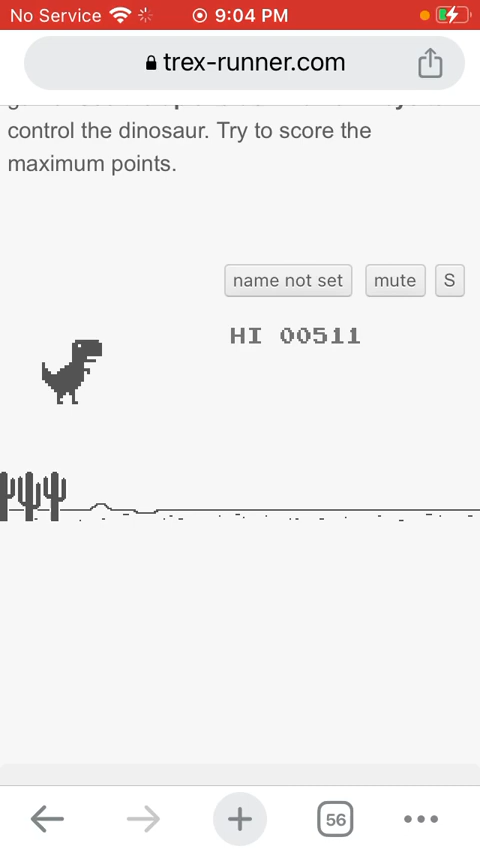 No Service 9:04 PM
trex-runner.com
control the dinosaur. Try to score the
maximum points.
name not set mute S
HI 00511
56